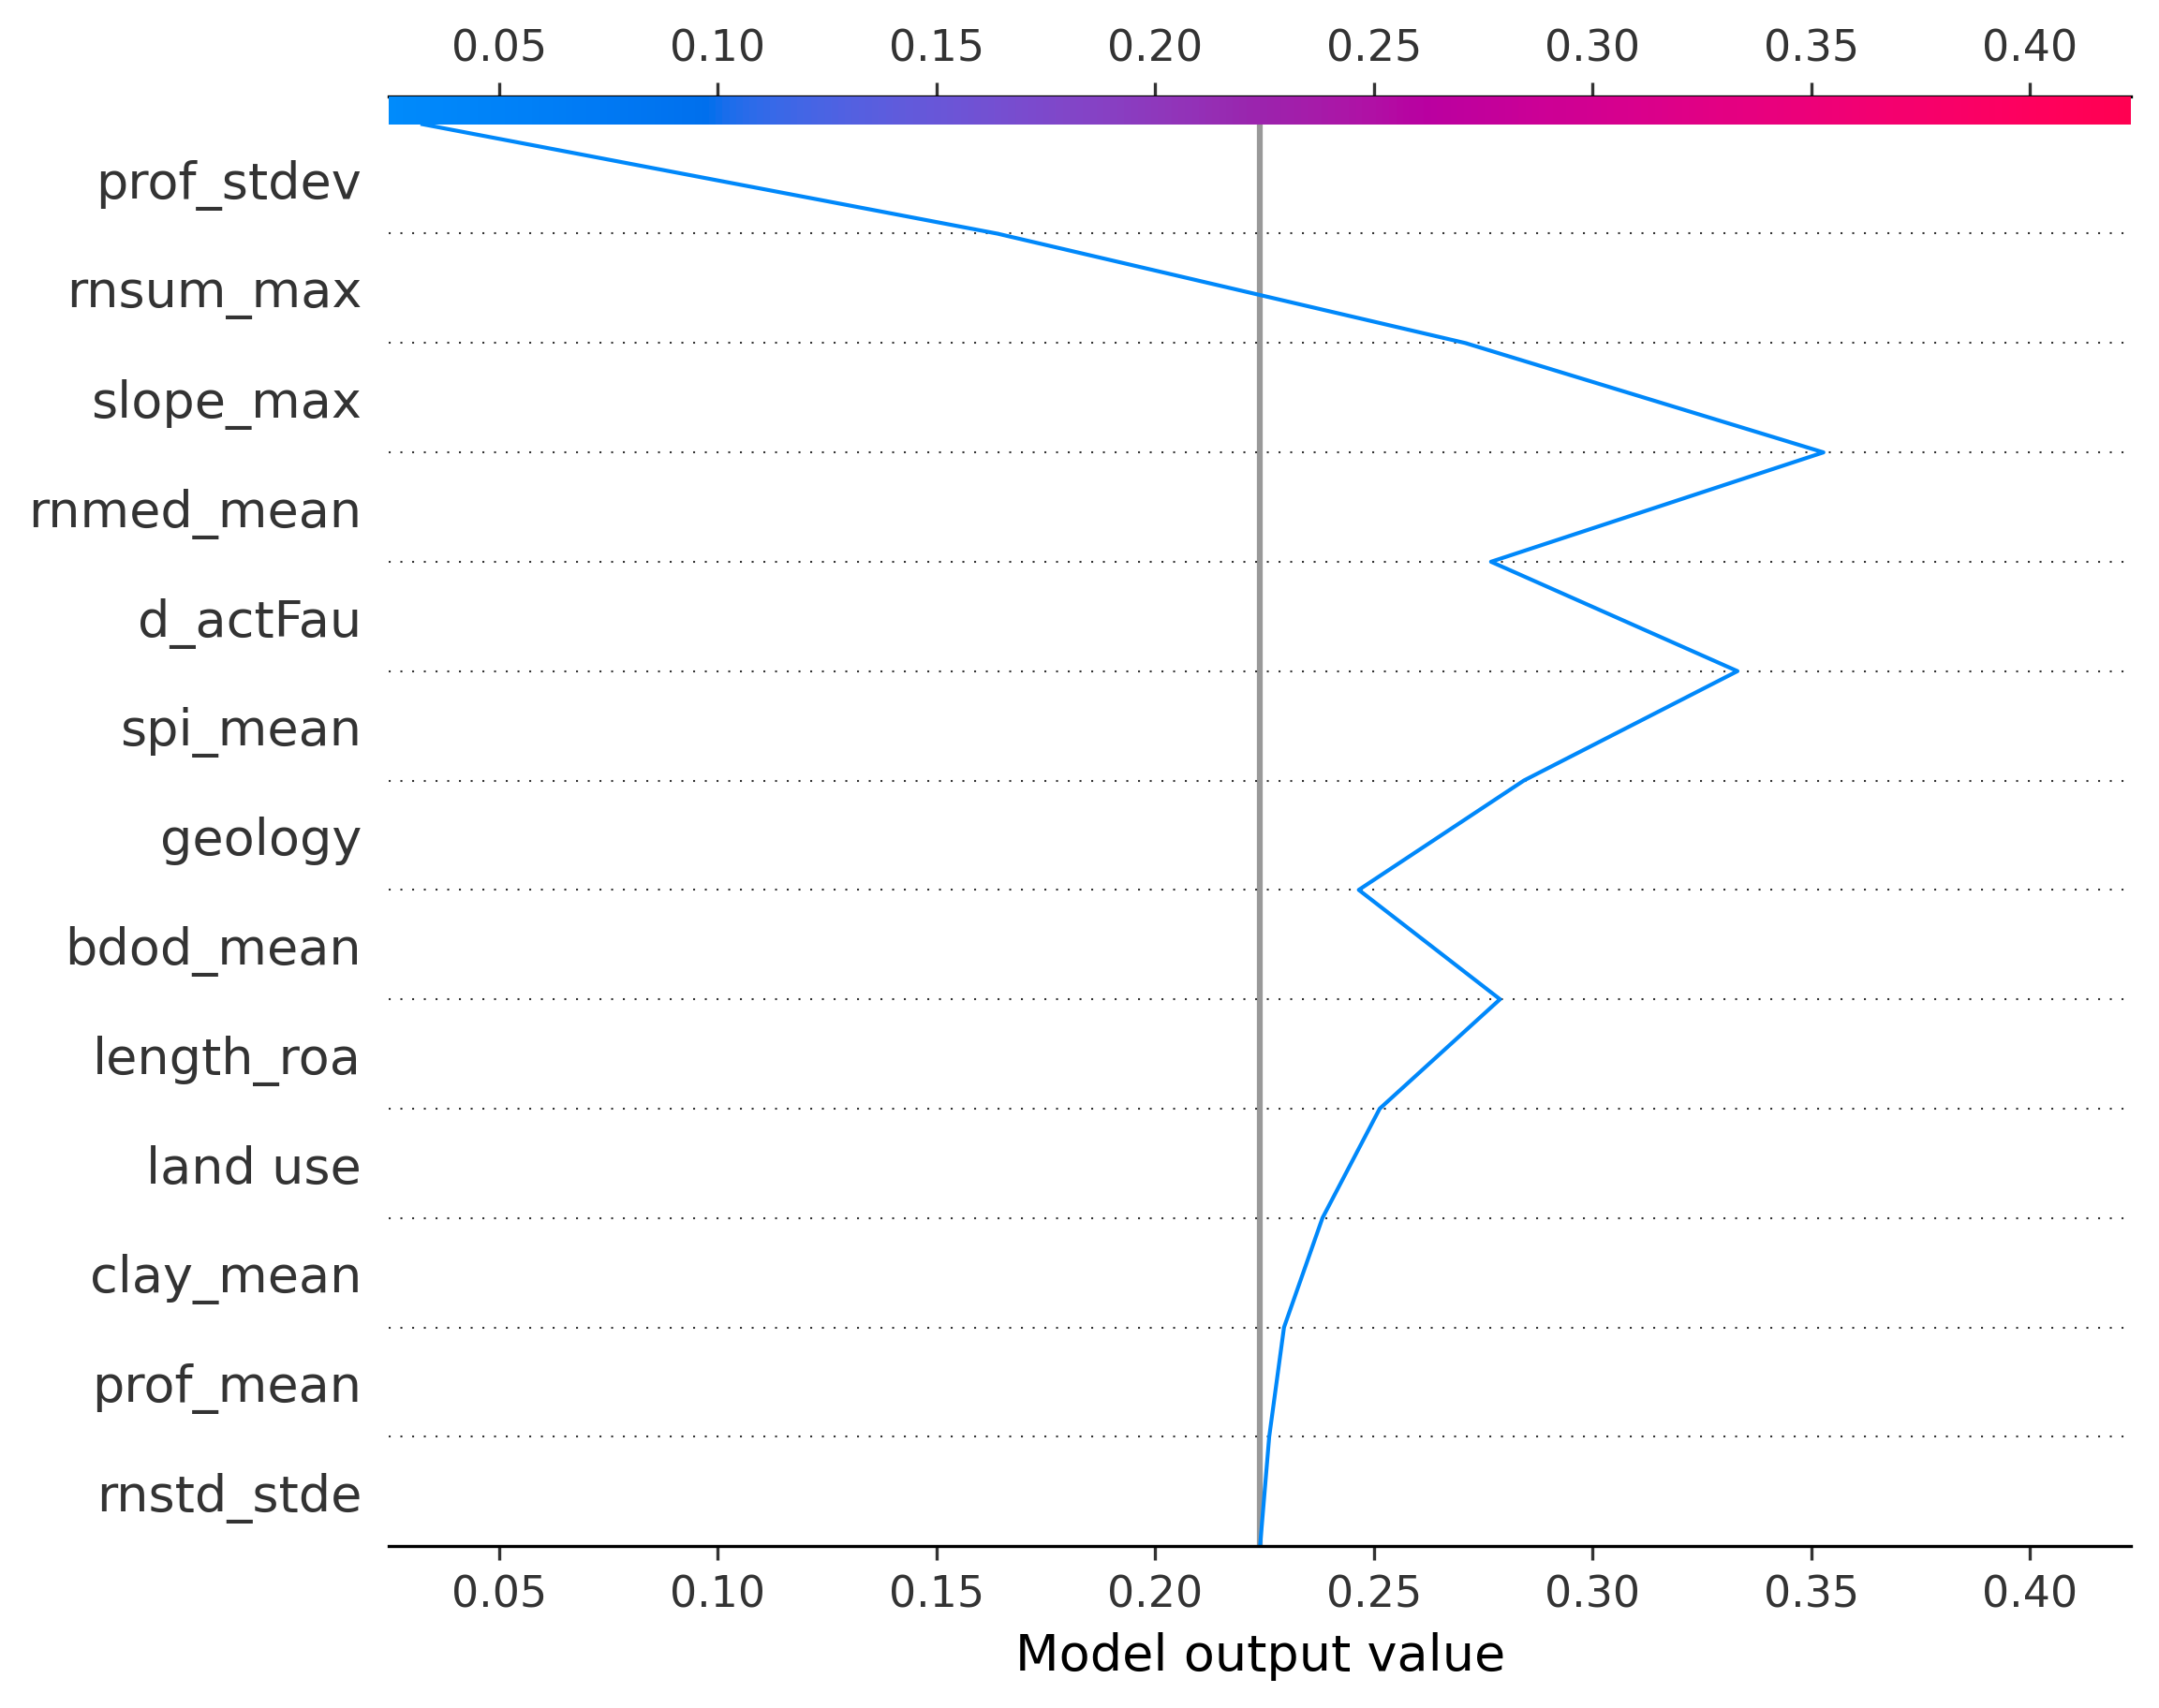 0.05 0.10 0.15 0.20 0.25 0.30 0.35 0.40
prof_stdev
rnsum_max
slope_max
rnmed_mean
d_actFau
spi_mean
geology
bdod_mean
length_roa
land use
clay_mean
prof_mean
rnstd_stde
0.05 0.10 0.15 0.20 0.25 0.30 0.35 0.40
Model output value